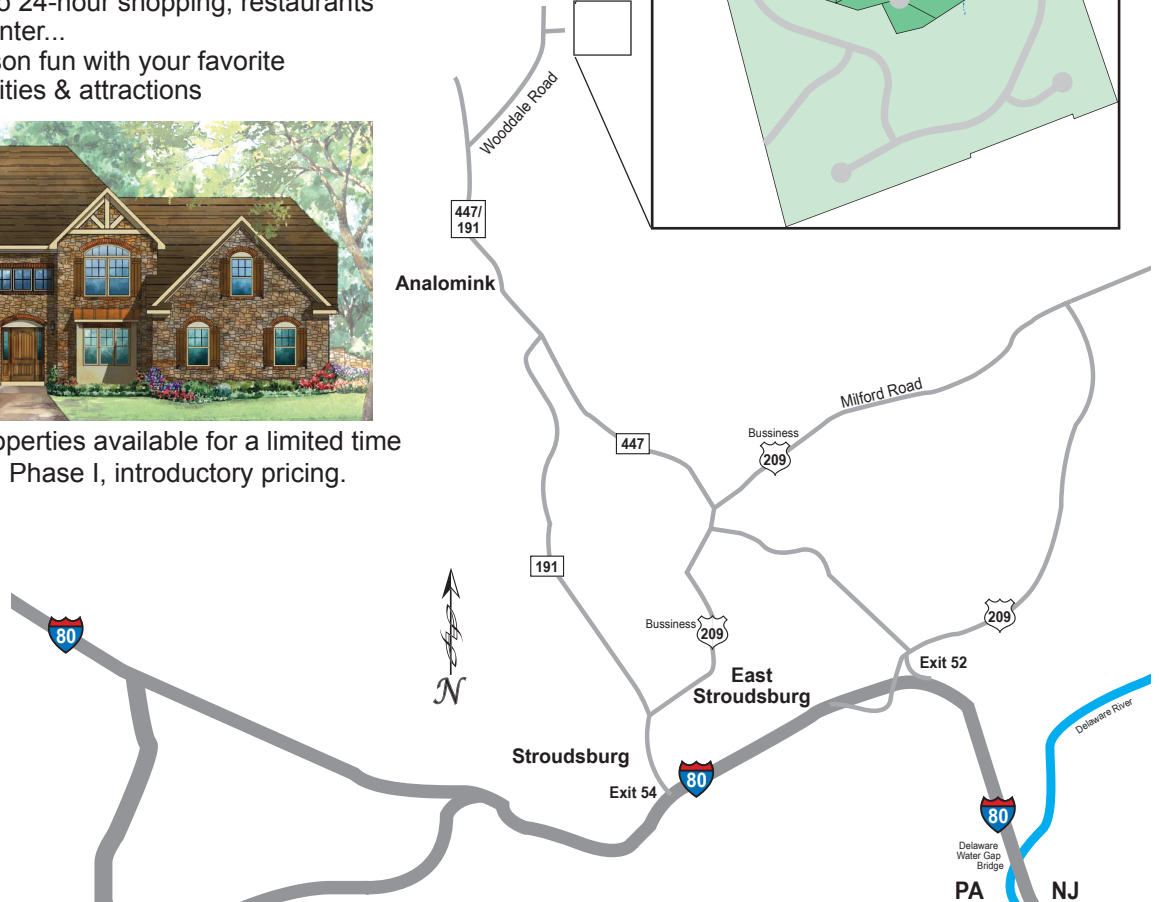 24-hour shopping, restaurants
nter...
son fun with your favorite
ities & attractions
operties available for a limited time
Phase I, introductory pricing.
Wooddale Road
447/
191
Analomink
Milford Road
Bussiness
209
447
191
Bussiness
209
209
80
N
Exit 52
East
Stroudsburg
Stroudsburg
Exit 54
80
Delaware River
80
Delaware
Water Gap
Bridge
PA
NJ